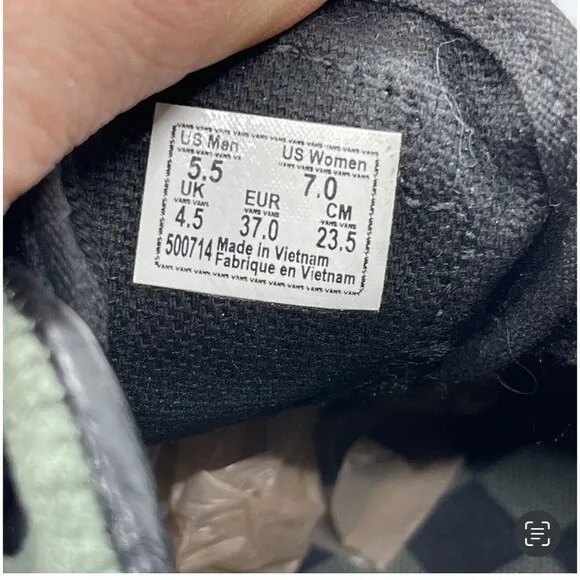 US Men US Women
5.5 7.0
UK EUR CM
4.5 37.0 23.5
500714 Made in Vietnam
Fabrique en Vietnam